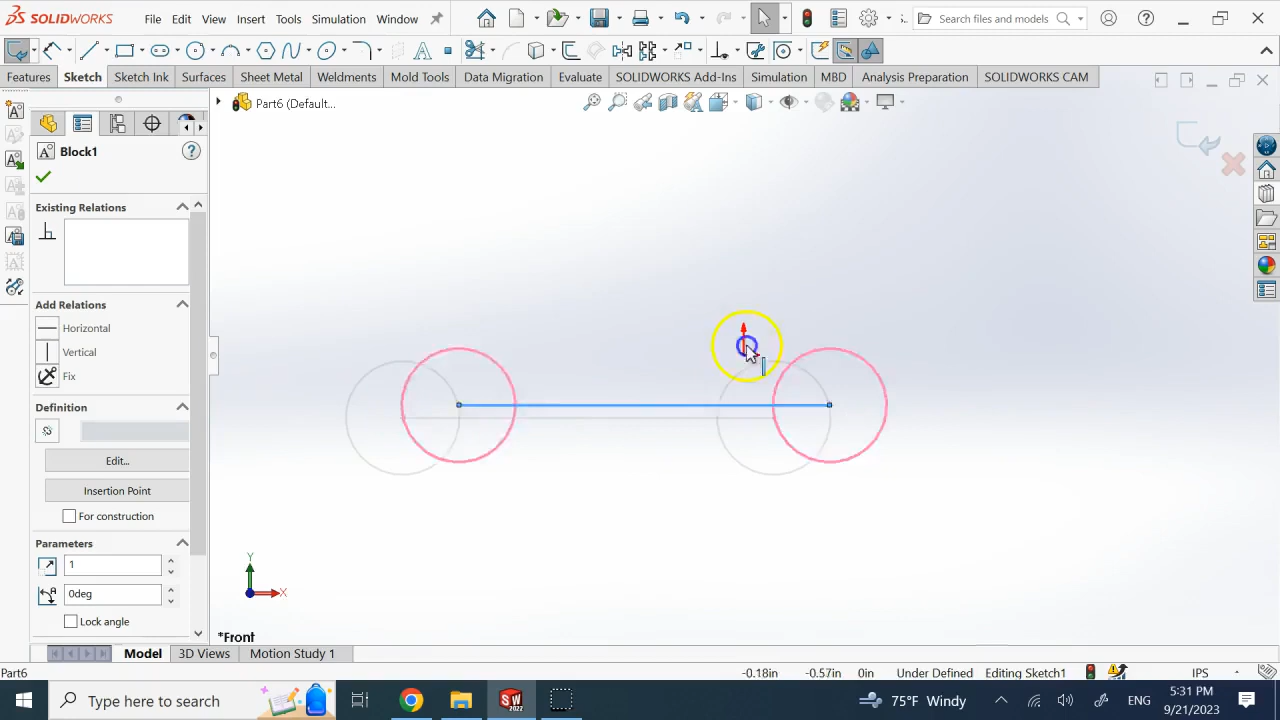 SOLIDWORKS File Edit View Insert Tools Simulation Window Search files and models
Features Sketch Sketch Ink Surfaces Sheet Metal Weldments Mold Tools Data Migration Evaluate SOLIDWORKS Add-Ins Simulation MBD Analysis Preparation SOLIDWORKS CAM
Part6 (Default...
Block1
Existing Relations
Add Relations
Horizontal
Vertical
Fix
Definition
Edit...
Insertion Point
For construction
Parameters
1
0deg
Lock angle
Y
X
*Front
Model 3D Views Motion Study 1
Part6 -0.18in -0.57in 0in Under Defined Editing Sketch1 IPS
Type here to search SW 2022 75°F Windy ENG 5:31 PM
9/21/2023